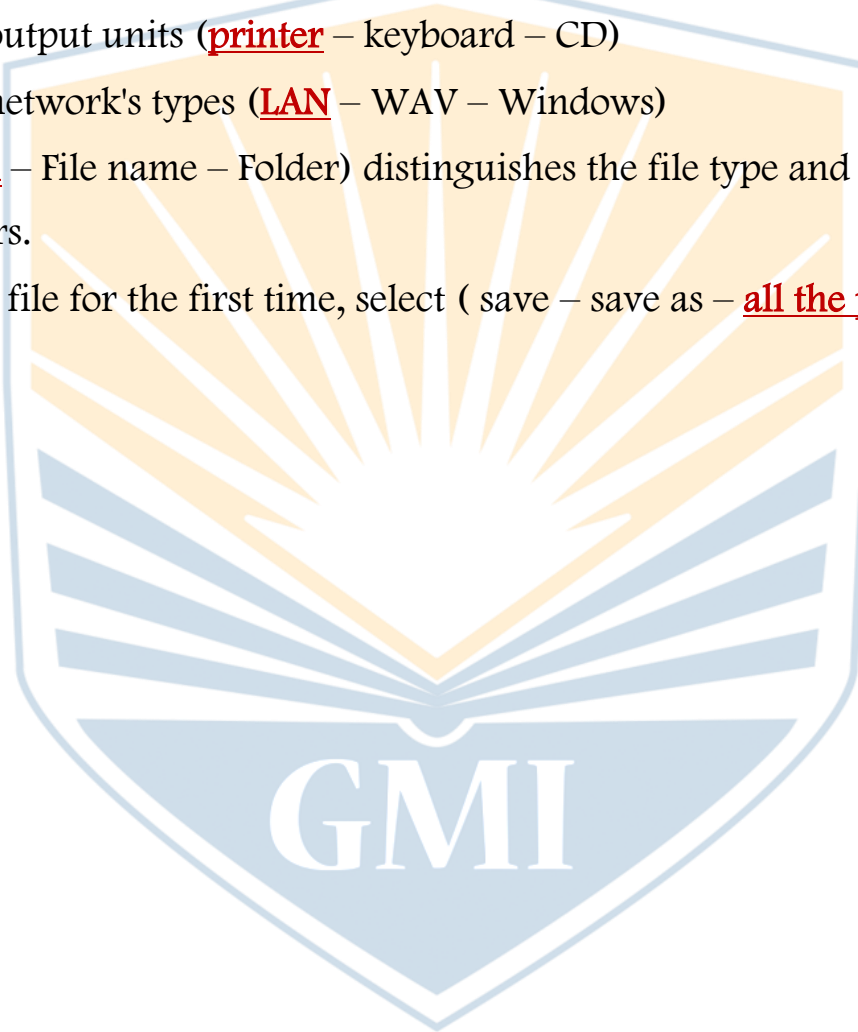 output units (printer – keyboard – CD)
network's types (LAN – WAV – Windows)
– File name – Folder) distinguishes the file type and
file for the first time, select ( save – save as – all the
GMI